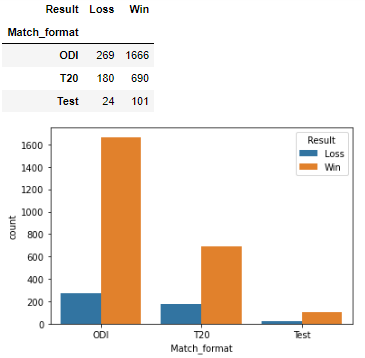 Result Loss Win
Match_format
ODI 269 1666
T20 180 690
Test 24 101
1600
1400
1200
1000
800
600
400
200
0
count
Result
Loss
Win
ODI T20 Test
Match_format